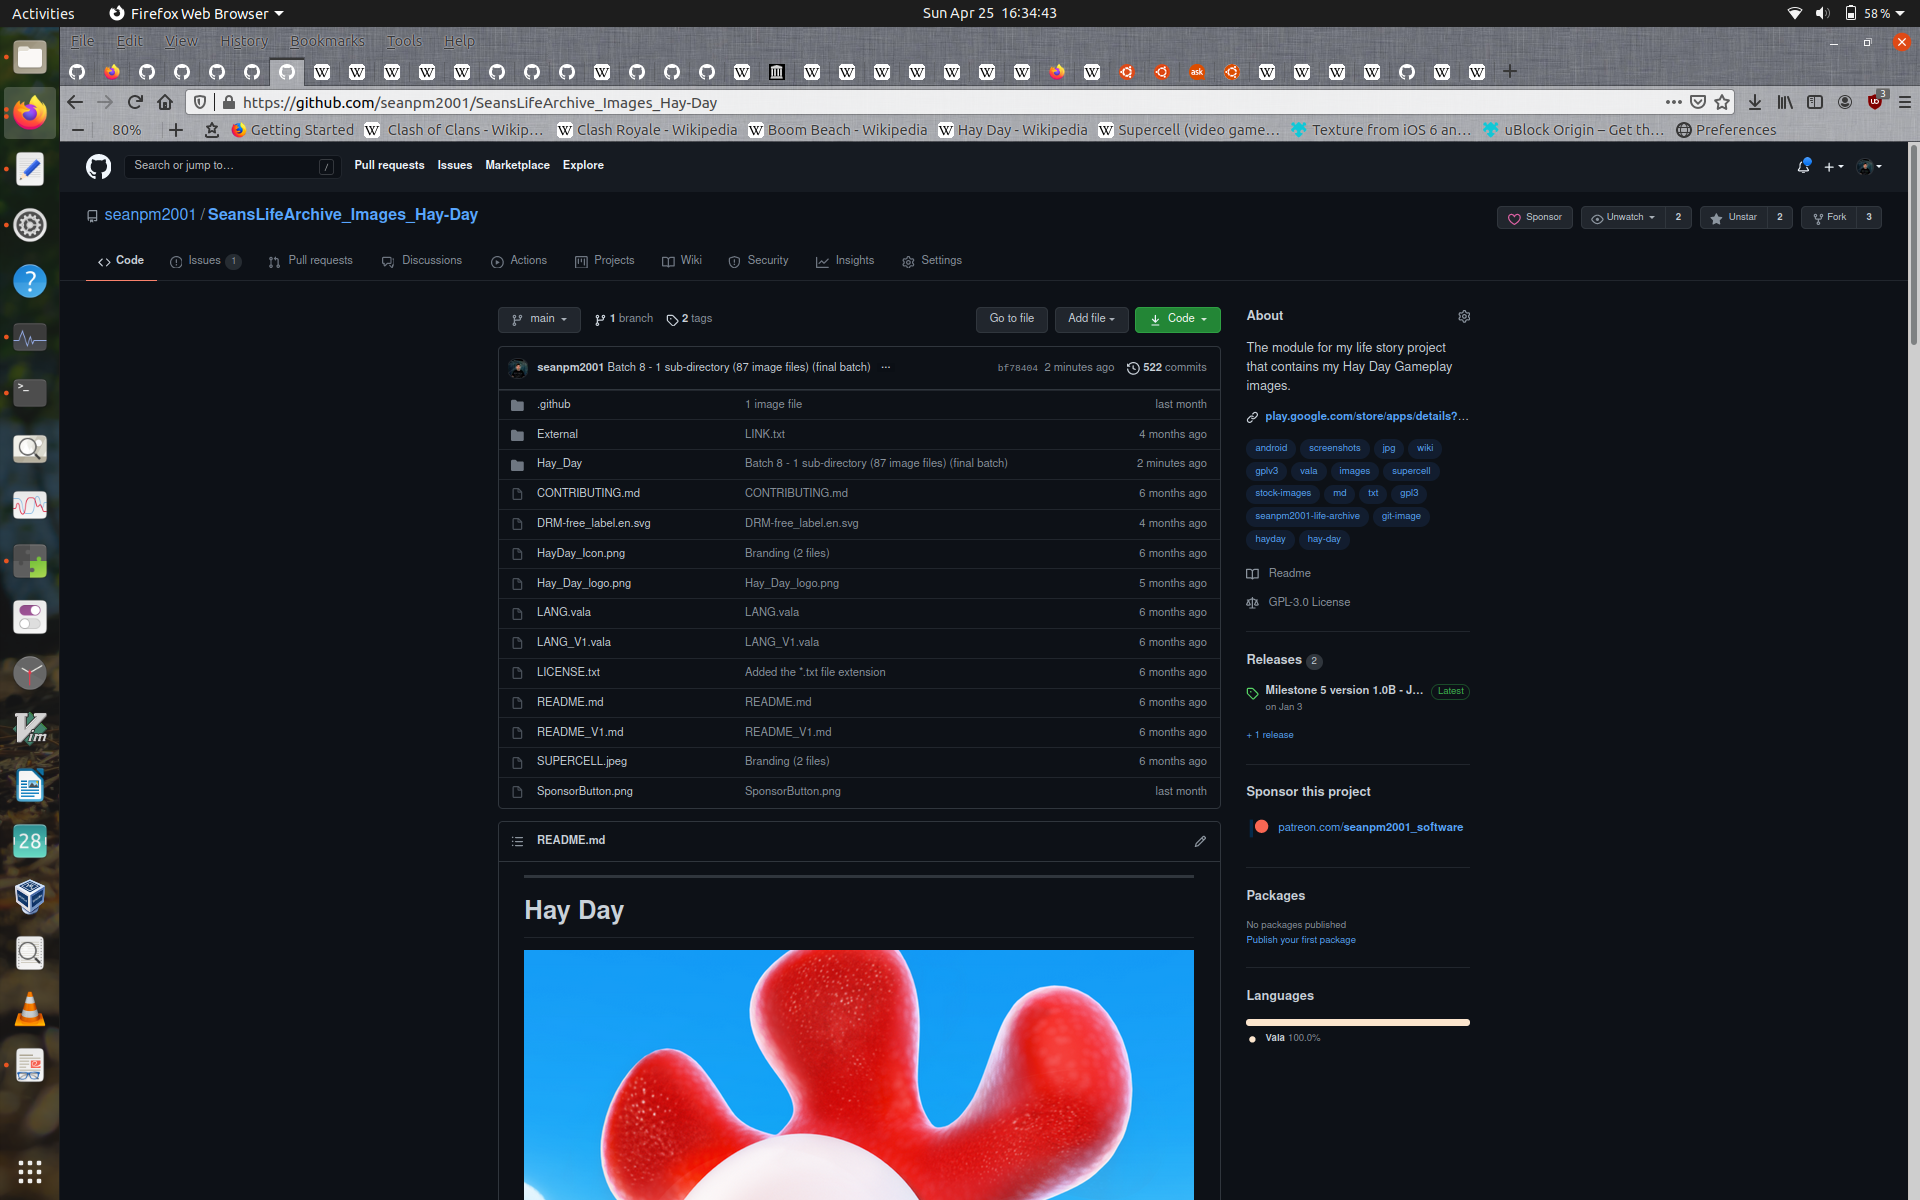 Activities Firefox Web Browser Sun Apr 25 16:34:43 58 %
File Edit View History Bookmarks Tools Help
https://github.com/seanpm2001/SeansLifeArchive_Images_Hay-Day 3
80% Getting Started Clash of Clans - Wikip... Clash Royale - Wikipedia Boom Beach - Wikipedia Hay Day - Wikipedia Supercell (video game... Texture from iOS 6 an... uBlock Origin – Get th... Preferences
Search or jump to... / Pull requests Issues Marketplace Explore
seanpm2001 / SeansLifeArchive_Images_Hay-Day Sponsor Unwatch 2 Unstar 2 Fork 3
Code Issues 1 Pull requests Discussions Actions Projects Wiki Security Insights Settings
main 1 branch 2 tags Go to file Add file Code
seanpm2001 Batch 8 - 1 sub-directory (87 image files) (final batch) ... bf78404 2 minutes ago 522 commits
.github 1 image file last month
External LINK.txt 4 months ago
Hay_Day Batch 8 - 1 sub-directory (87 image files) (final batch) 2 minutes ago
CONTRIBUTING.md CONTRIBUTING.md 6 months ago
DRM-free_label.en.svg DRM-free_label.en.svg 4 months ago
HayDay_Icon.png Branding (2 files) 6 months ago
Hay_Day_logo.png Hay_Day_logo.png 5 months ago
LANG.vala LANG.vala 6 months ago
LANG_V1.vala LANG_V1.vala 6 months ago
LICENSE.txt Added the *.txt file extension 6 months ago
README.md README.md 6 months ago
README_V1.md README_V1.md 6 months ago
SUPERCELL.jpeg Branding (2 files) 6 months ago
SponsorButton.png SponsorButton.png last month
README.md
Hay Day
About
The module for my life story project
that contains my Hay Day Gameplay
images.
play.google.com/store/apps/details?...
android screenshots jpg wiki
gplv3 vala images supercell
stock-images md txt gpl3
seanpm2001-life-archive git-image
hayday hay-day
Readme
GPL-3.0 License
Releases 2
Milestone 5 version 1.0B - J... Latest
on Jan 3
+ 1 release
Sponsor this project
patreon.com/seanpm2001_software
Packages
No packages published
Publish your first package
Languages
Vala 100.0%
28